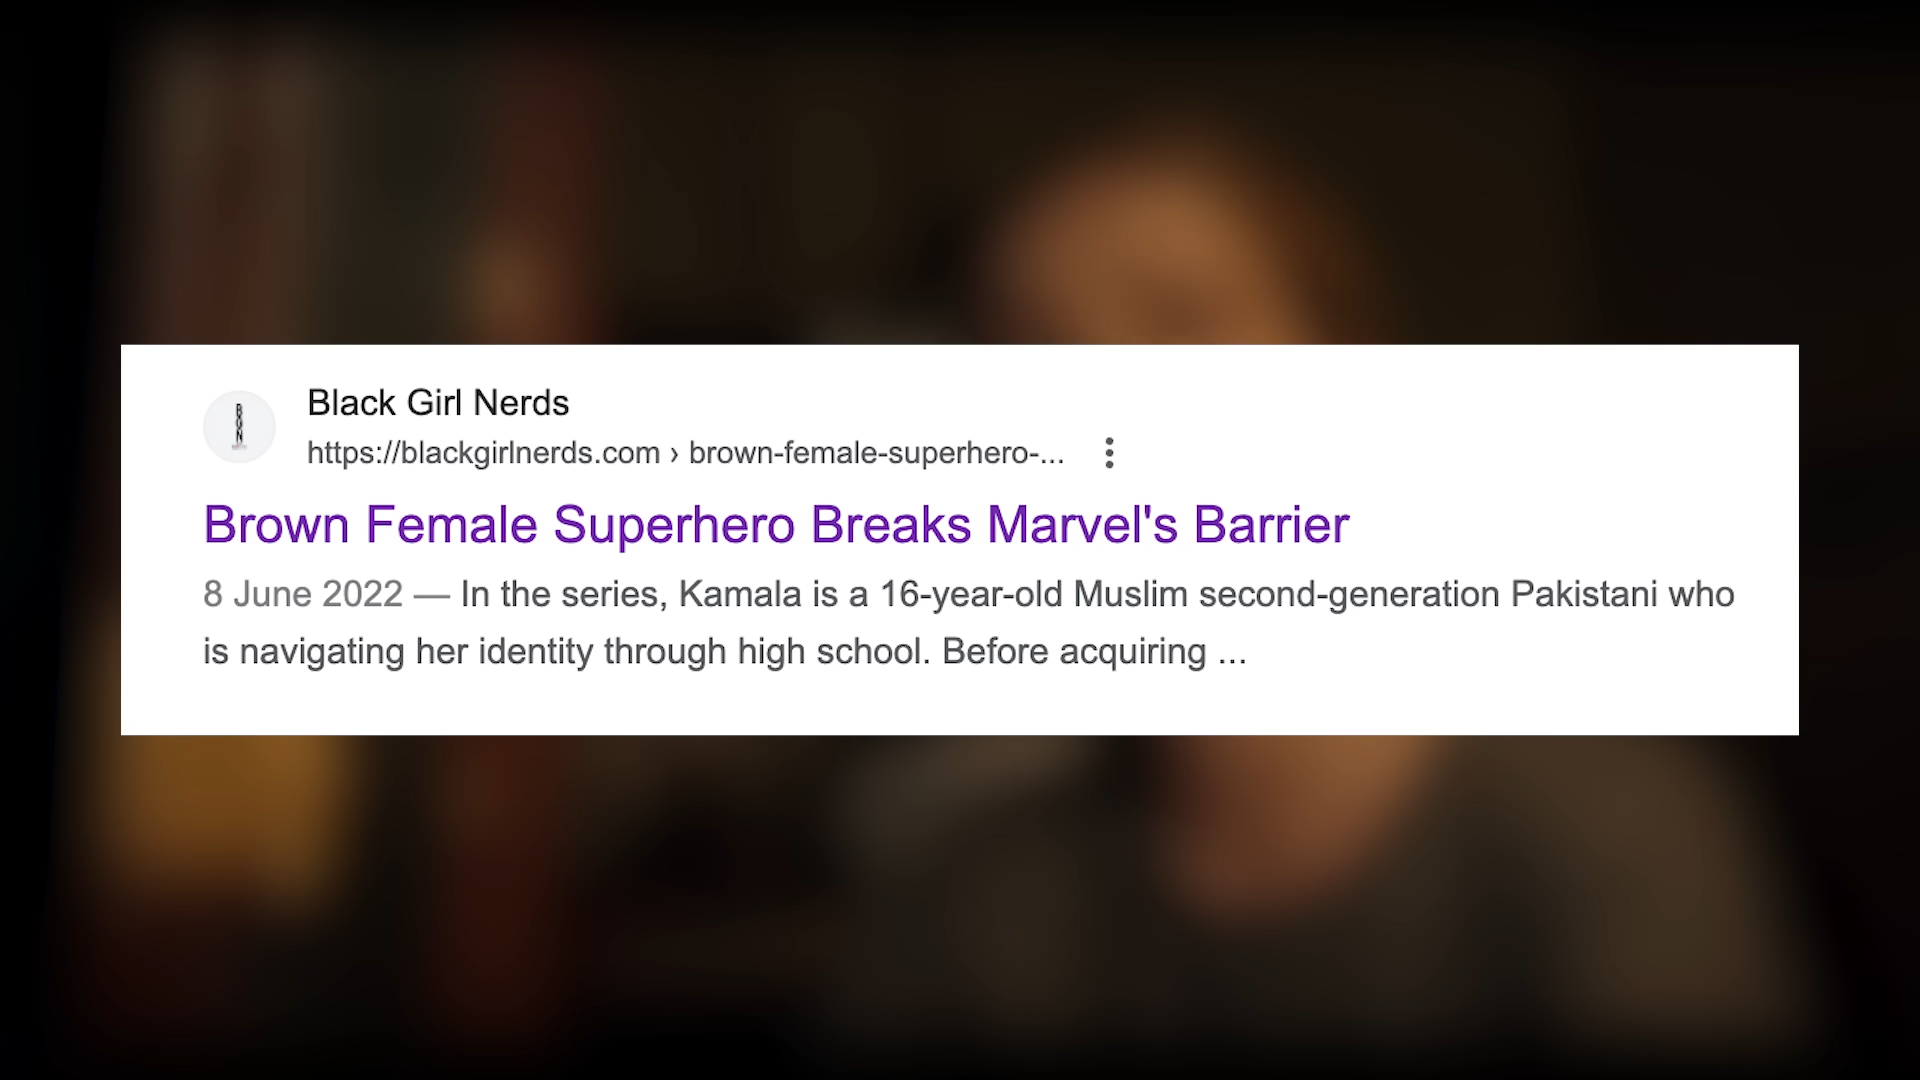 BGN
Black Girl Nerds
https://blackgirlnerds.com › brown-female-superhero-...
Brown Female Superhero Breaks Marvel's Barrier
8 June 2022 — In the series, Kamala is a 16-year-old Muslim second-generation Pakistani who
is navigating her identity through high school. Before acquiring ...